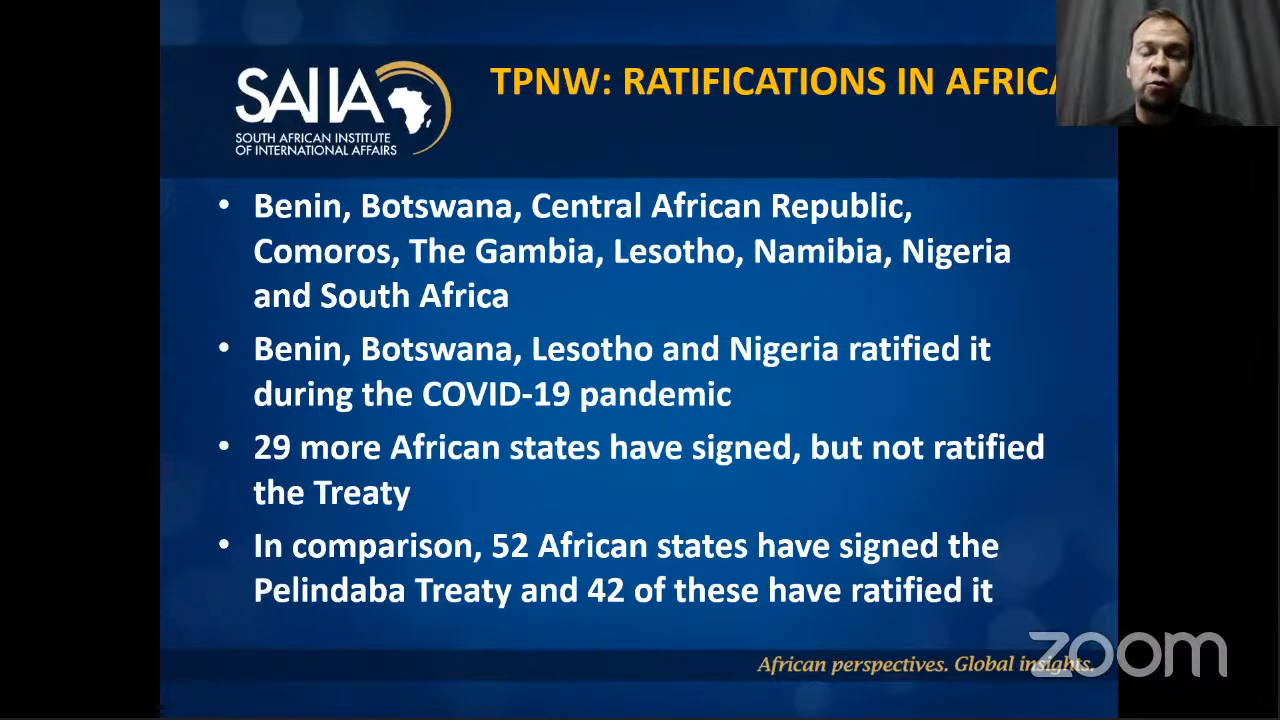 SAIIA
SOUTH AFRICAN INSTITUTE
OF INTERNATIONAL AFFAIRS
TPNW: RATIFICATIONS IN AFRICA
• Benin, Botswana, Central African Republic,
Comoros, The Gambia, Lesotho, Namibia, Nigeria
and South Africa
• Benin, Botswana, Lesotho and Nigeria ratified it
during the COVID-19 pandemic
• 29 more African states have signed, but not ratified
the Treaty
• In comparison, 52 African states have signed the
Pelindaba Treaty and 42 of these have ratified it
African perspectives. Global insights.
zoom